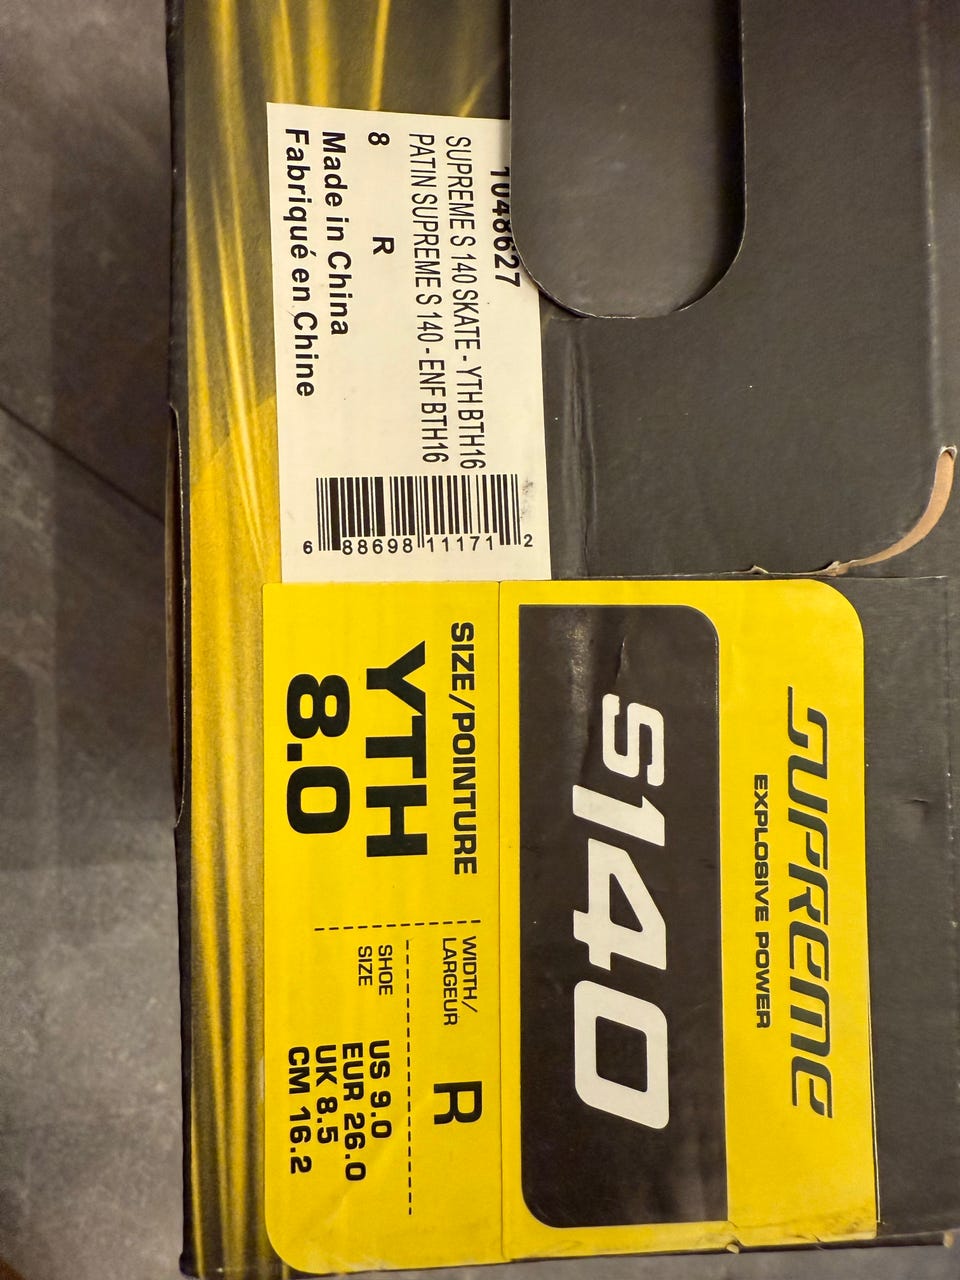 1048627
SUPREME S 140 SKATE - YTH BTH16
PATIN SUPREME S 140 - ENF BTH16
8 R
Made in China
Fabriqué en Chine
6 88698 11171 2
SUPREME
EXPLOSIVE POWER
S140
SIZE/POINTURE
YTH
8.0
WIDTH/
LARGEUR
R
SHOE
SIZE
US 9.0
EUR 26.0
UK 8.5
CM 16.2